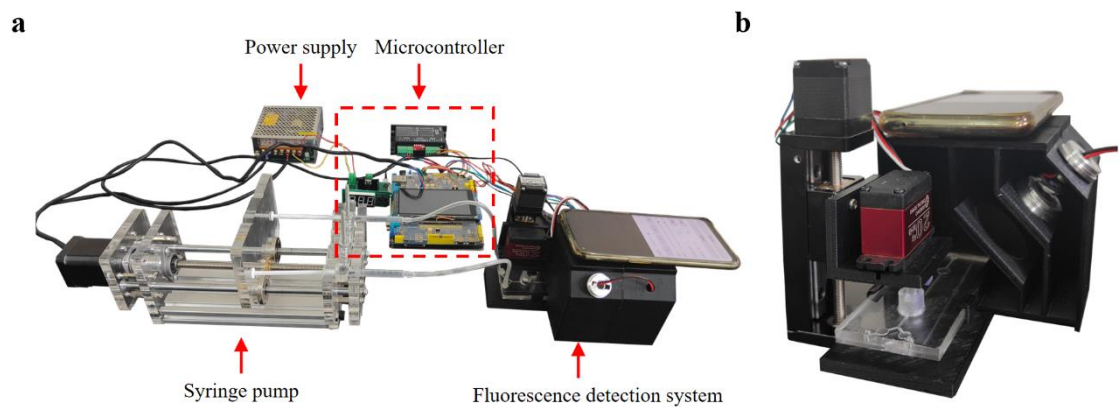 a
b
Power supply
Microcontroller
Syringe pump
Fluorescence detection system